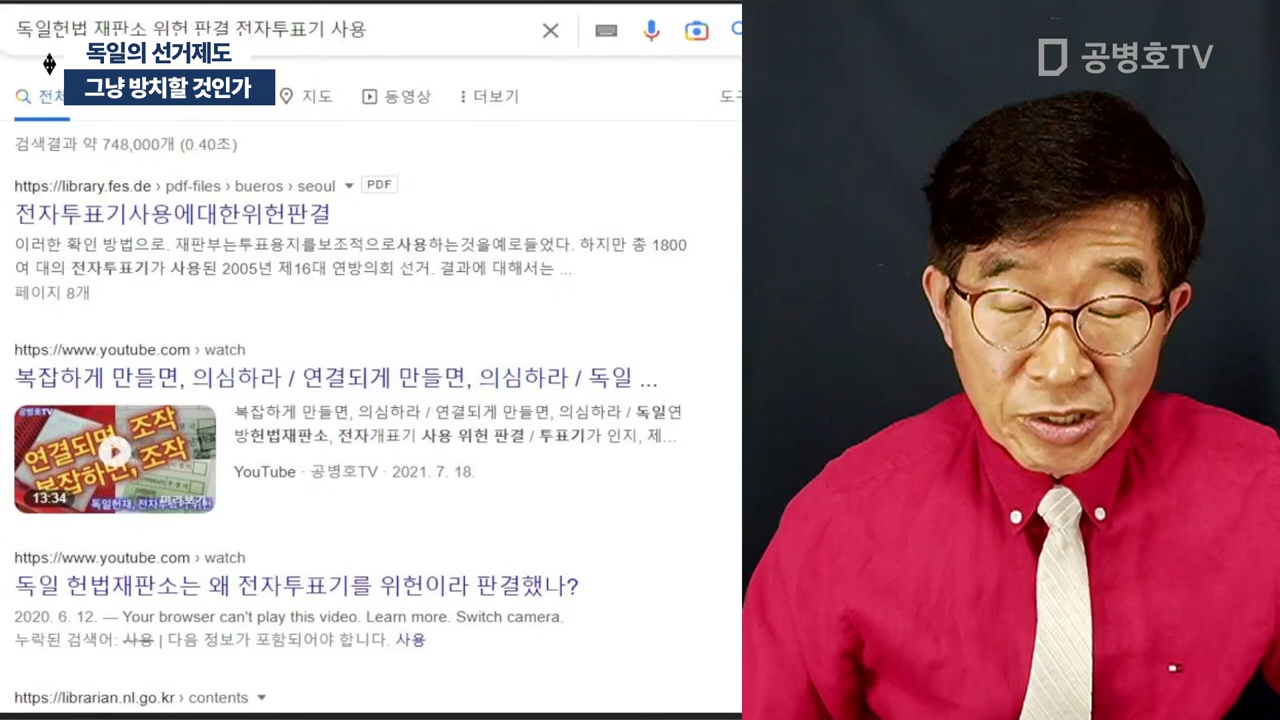 독일헌법 재판소 위헌 판결 전자투표기 사용
독일의 선거제도
그냥 방치할 것인가
공병호TV
전체
지도
동영상
더보기
검색결과 약 748,000개 (0.40초)
https://library.fes.de › pdf-files › bueros › seoul
PDF
전자투표기사용에대한위헌판결
이러한 확인 방법으로. 재판부는투표용지를보조적으로사용하는것을예로들었다. 하지만 총 1800
여 대의 전자투표기가 사용된 2005년 제16대 연방의회 선거. 결과에 대해서는 ...
페이지 8개
https://www.youtube.com › watch
복잡하게 만들면, 의심하라 / 연결되게 만들면, 의심하라 / 독일 ...
공병호TV
연결되면, 조작
복잡하면, 조작
13:34
미리보기
독일헌재, 전자투표기 위헌
복잡하게 만들면, 의심하라 / 연결되게 만들면, 의심하라 / 독일연
방헌법재판소, 전자개표기 사용 위헌 판결 / 투표기가 인지, 제...
YouTube · 공병호TV · 2021. 7. 18.
https://www.youtube.com › watch
독일 헌법재판소는 왜 전자투표기를 위헌이라 판결했나?
2020. 6. 12. — Your browser can't play this video. Learn more. Switch camera.
누락된 검색어: 사용 | 다음 정보가 포함되어야 합니다. 사용
https://librarian.nl.go.kr › contents